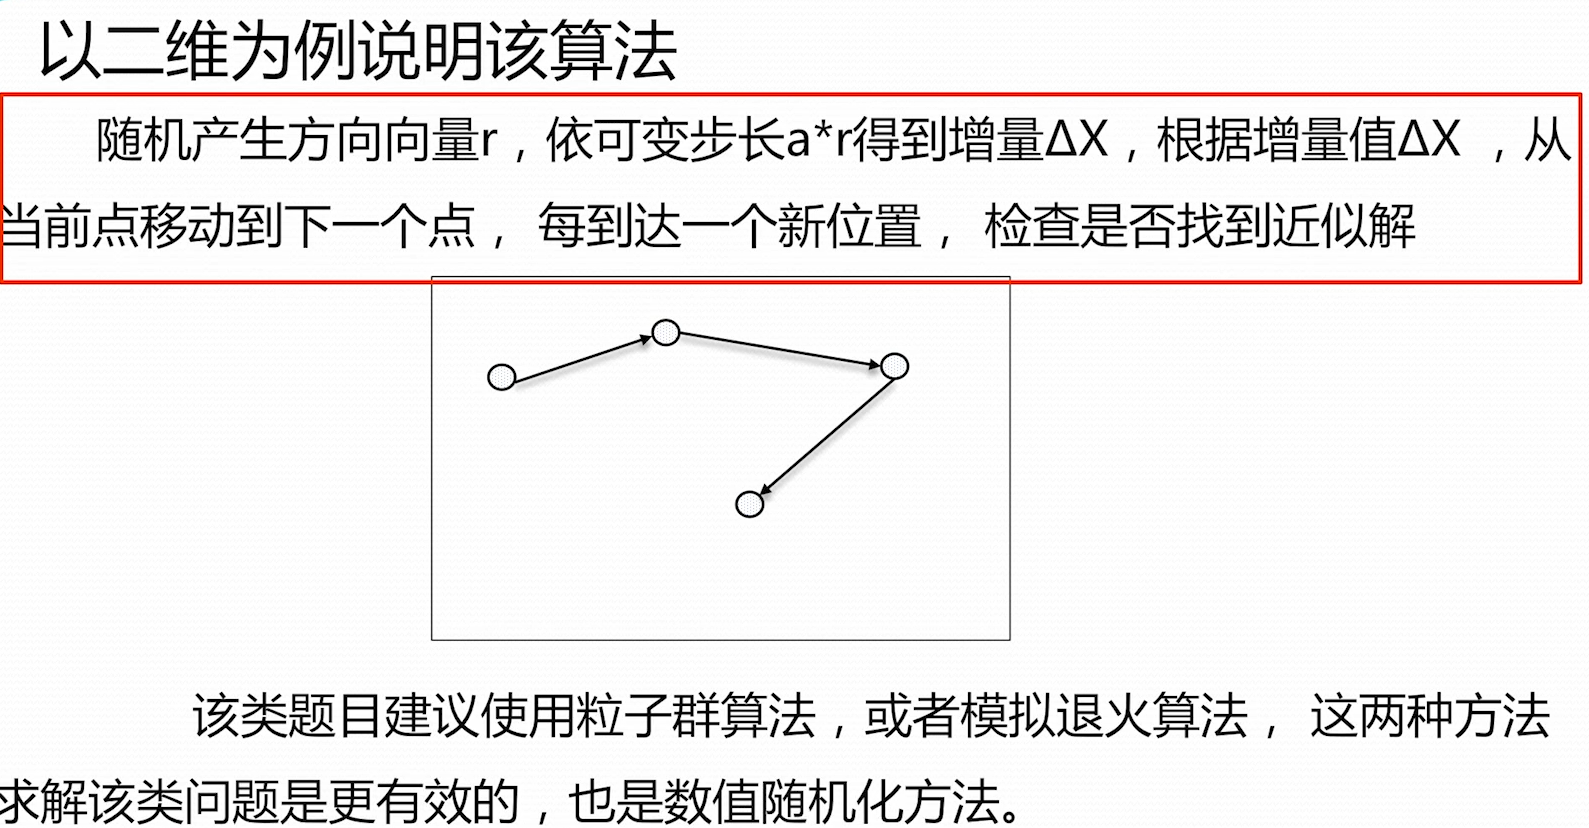 以二维为例说明该算法
随机产生方向向量r，依可变步长a*r得到增量ΔX，根据增量值ΔX ，从
当前点移动到下一个点， 每到达一个新位置， 检查是否找到近似解
该类题目建议使用粒子群算法，或者模拟退火算法， 这两种方法
求解该类问题是更有效的，也是数值随机化方法。